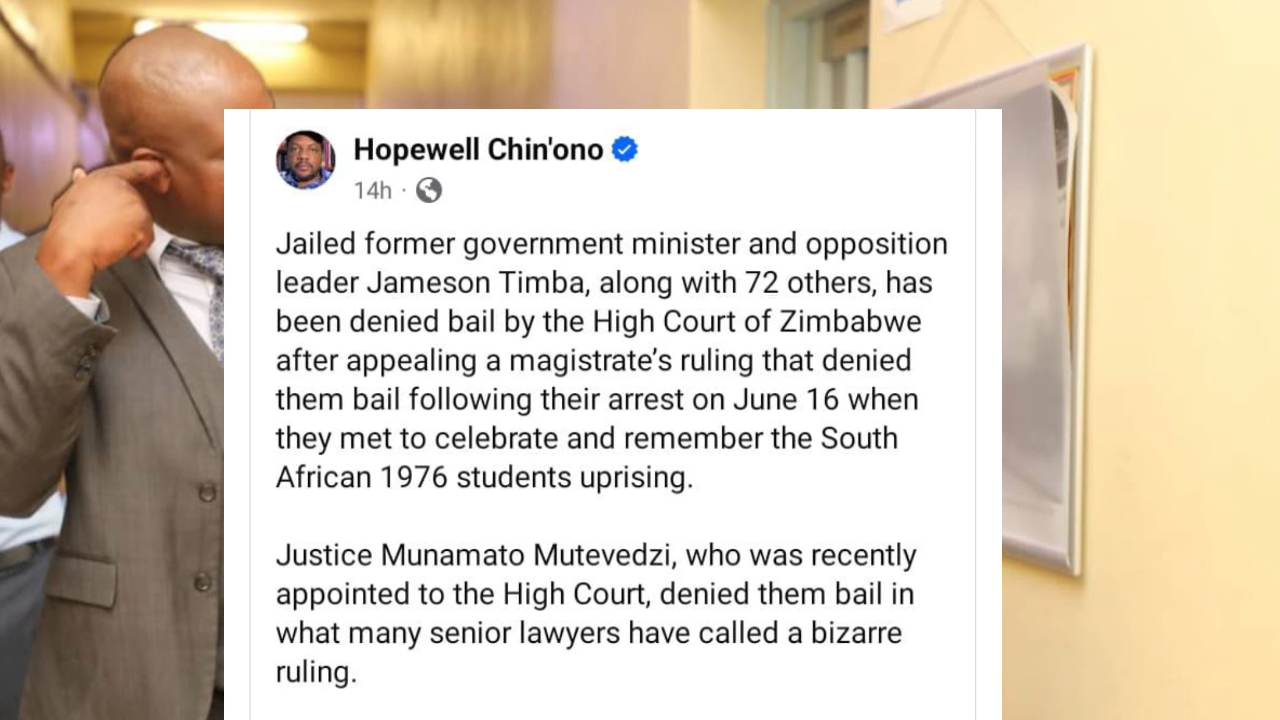 Hopewell Chin'ono
14h ·
Jailed former government minister and opposition
leader Jameson Timba, along with 72 others, has
been denied bail by the High Court of Zimbabwe
after appealing a magistrate’s ruling that denied
them bail following their arrest on June 16 when
they met to celebrate and remember the South
African 1976 students uprising.
Justice Munamato Mutevedzi, who was recently
appointed to the High Court, denied them bail in
what many senior lawyers have called a bizarre
ruling.